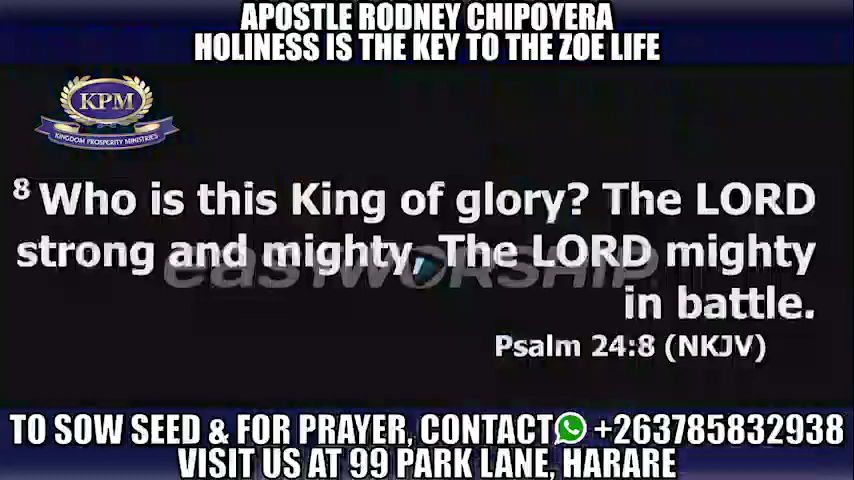 APOSTLE RODNEY CHIPOYERA
HOLINESS IS THE KEY TO THE ZOE LIFE
KPM
KINGDOM PROSPERITY MINISTRIES
8 Who is this King of glory? The LORD
strong and mighty, The LORD mighty
easyworship
in battle.
Psalm 24:8 (NKJV)
TO SOW SEED & FOR PRAYER, CONTACT +263785832938
VISIT US AT 99 PARK LANE, HARARE